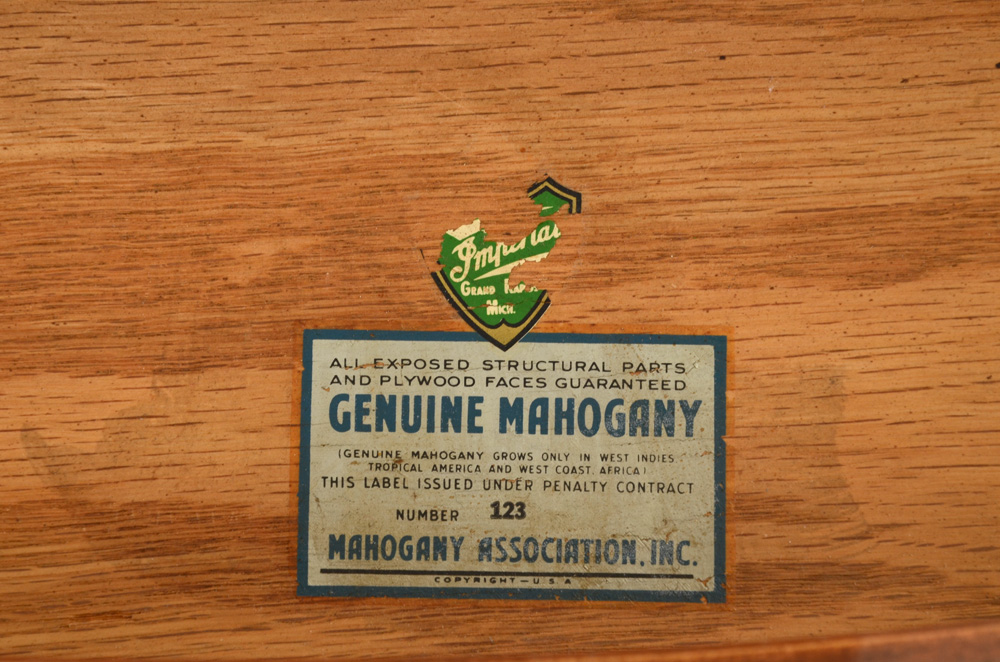 Imperial
GRAND RAP
MICH.
ALL EXPOSED STRUCTURAL PARTS
AND PLYWOOD FACES GUARANTEED
GENUINE MAHOGANY
(GENUINE MAHOGANY GROWS ONLY IN WEST INDIES
TROPICAL AMERICA AND WEST COAST, AFRICA)
THIS LABEL ISSUED UNDER PENALTY CONTRACT
NUMBER 123
MAHOGANY ASSOCIATION, INC.
COPYRIGHT — U S A